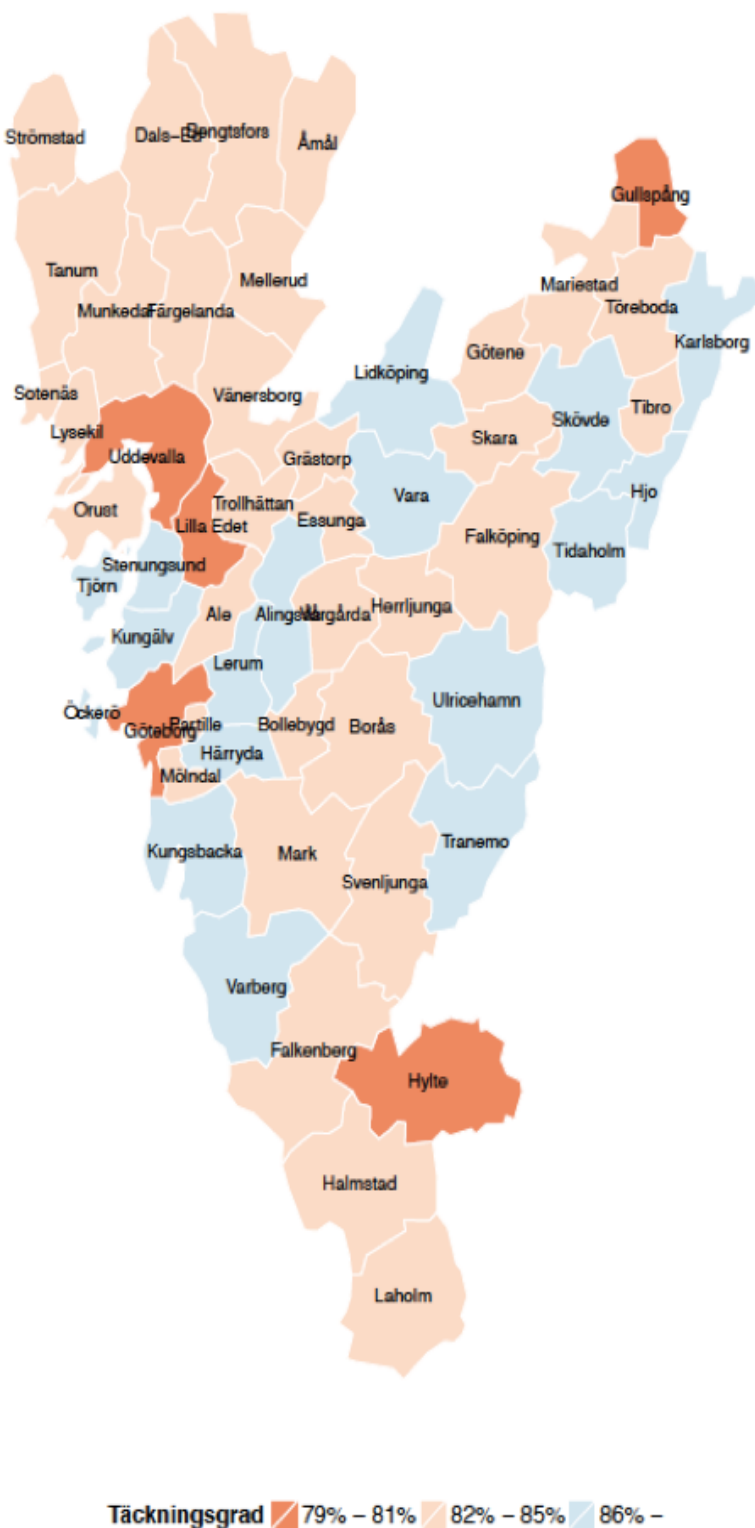 Strömstad
Dals-Ed
Bengtsfors
Åmål
Gullspång
Tanum
Mellerud
Mariestad
Munkedal
Färgelanda
Töreboda
Karlsborg
Götene
Lidköping
Sotenäs
Vänersborg
Tibro
Skövde
Lysekil
Skara
Uddevalla
Grästorp
Vara
Hjo
Orust
Trollhättan
Essunga
Lilla Edet
Falköping
Tidaholm
Stenungsund
Tjörn
Ale
Alingsås
Vårgårda
Herrljunga
Kungälv
Lerum
Ulricehamn
Öckerö
Göteborg
Partille
Bollebygd
Borås
Härryda
Mölndal
Kungsbacka
Mark
Tranemo
Svenljunga
Varberg
Falkenberg
Hylte
Halmstad
Laholm
Täckningsgrad 79% – 81% 82% – 85% 86% –